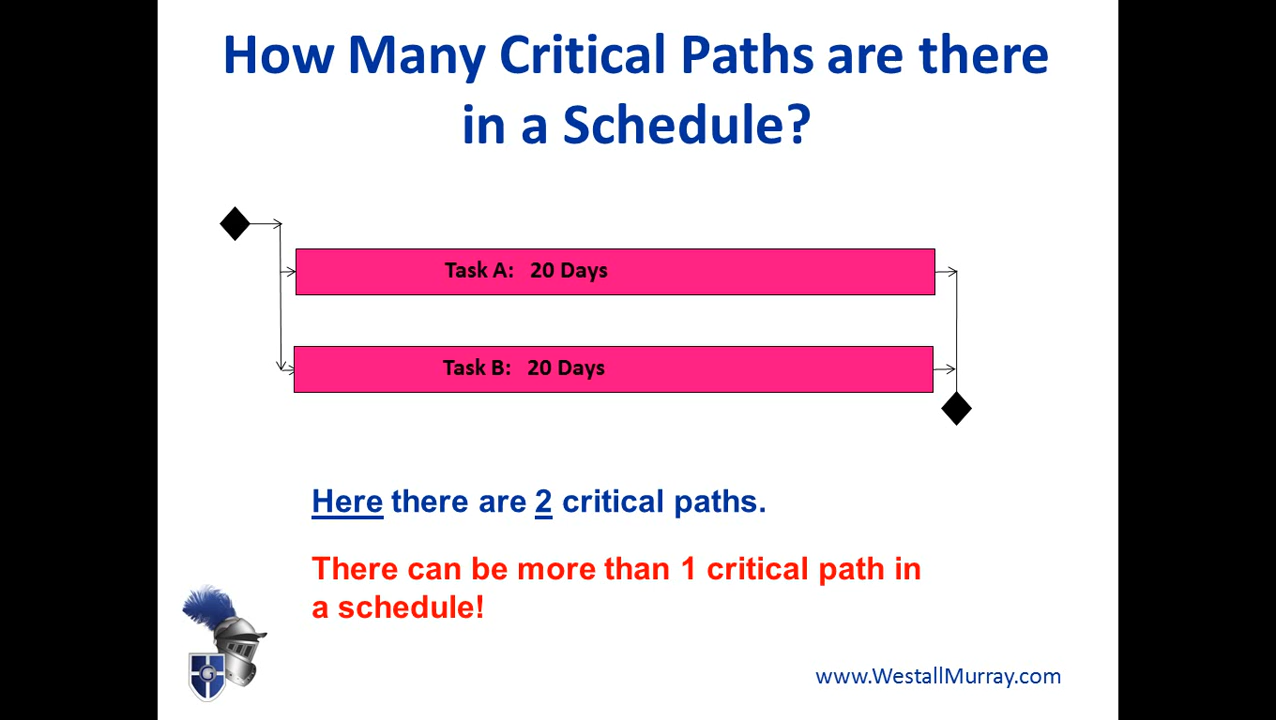 How Many Critical Paths are there
in a Schedule?
Task A: 20 Days
Task B: 20 Days
Here there are 2 critical paths.
There can be more than 1 critical path in
a schedule!
G
www.WestallMurray.com